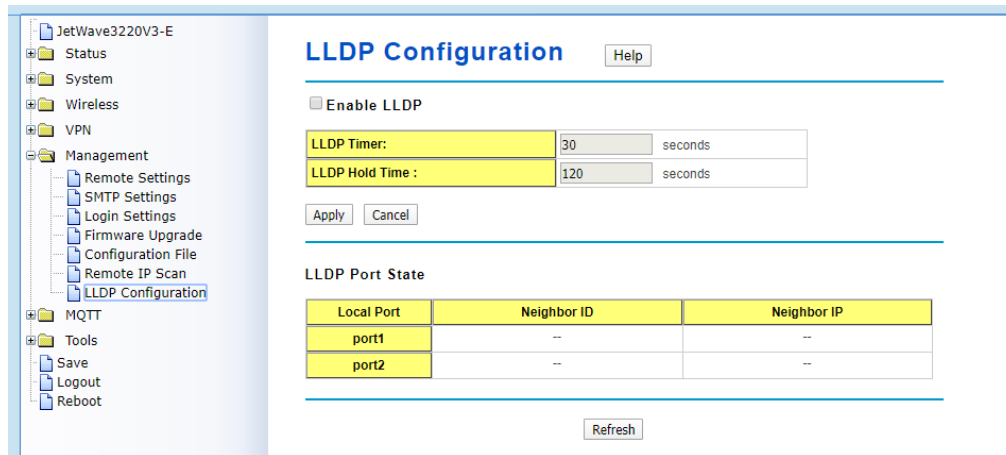 JetWave3220V3-E
Status
System
Wireless
VPN
Management
Remote Settings
SMTP Settings
Login Settings
Firmware Upgrade
Configuration File
Remote IP Scan
LLDP Configuration
MQTT
Tools
Save
Logout
Reboot
LLDP Configuration Help
Enable LLDP
LLDP Timer: 30 seconds
LLDP Hold Time : 120 seconds
Apply Cancel
LLDP Port State
Local Port Neighbor ID Neighbor IP
port1 -- --
port2 -- --
Refresh